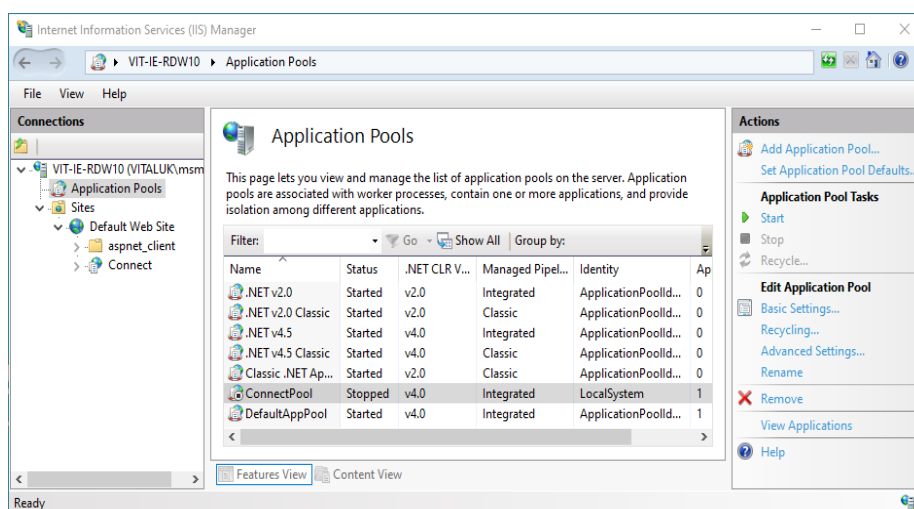 Internet Information Services (IIS) Manager
VIT-IE-RDW10 Application Pools
File View Help
Connections
VIT-IE-RDW10 (VITALUK\msm
Application Pools
Sites
Default Web Site
aspnet_client
Connect
Application Pools
This page lets you view and manage the list of application pools on the server. Application
pools are associated with worker processes, contain one or more applications, and provide
isolation among different applications.
Filter: Go Show All Group by:
Name Status .NET CLR V... Managed Pipel... Identity Ap
.NET v2.0 Started v2.0 Integrated ApplicationPoolId... 0
.NET v2.0 Classic Started v2.0 Classic ApplicationPoolId... 0
.NET v4.5 Started v4.0 Integrated ApplicationPoolId... 0
.NET v4.5 Classic Started v4.0 Classic ApplicationPoolId... 0
Classic .NET Ap... Started v2.0 Classic ApplicationPoolId... 0
ConnectPool Stopped v4.0 Integrated LocalSystem 1
DefaultAppPool Started v4.0 Integrated ApplicationPoolId... 1
Features View Content View
Actions
Add Application Pool...
Set Application Pool Defaults..
Application Pool Tasks
Start
Stop
Recycle...
Edit Application Pool
Basic Settings...
Recycling...
Advanced Settings...
Rename
Remove
View Applications
Help
Ready